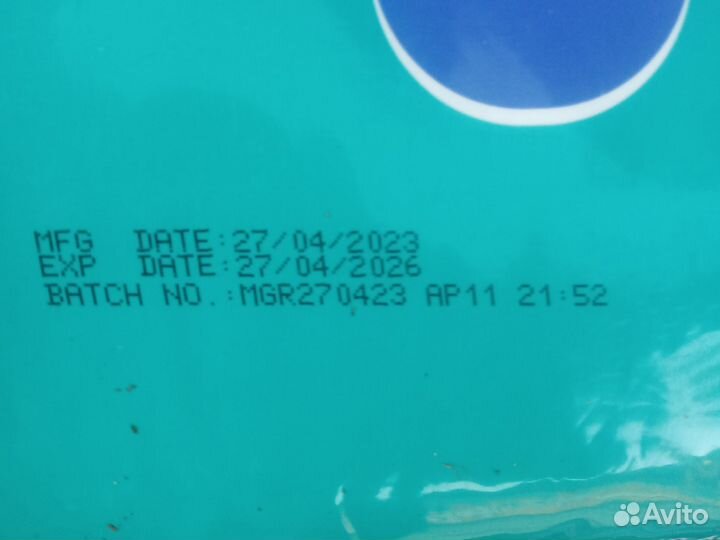 MFG DATE:27/04/2023
EXP DATE:27/04/2026
BATCH NO.:MGR270423 AP11 21:52
Avito